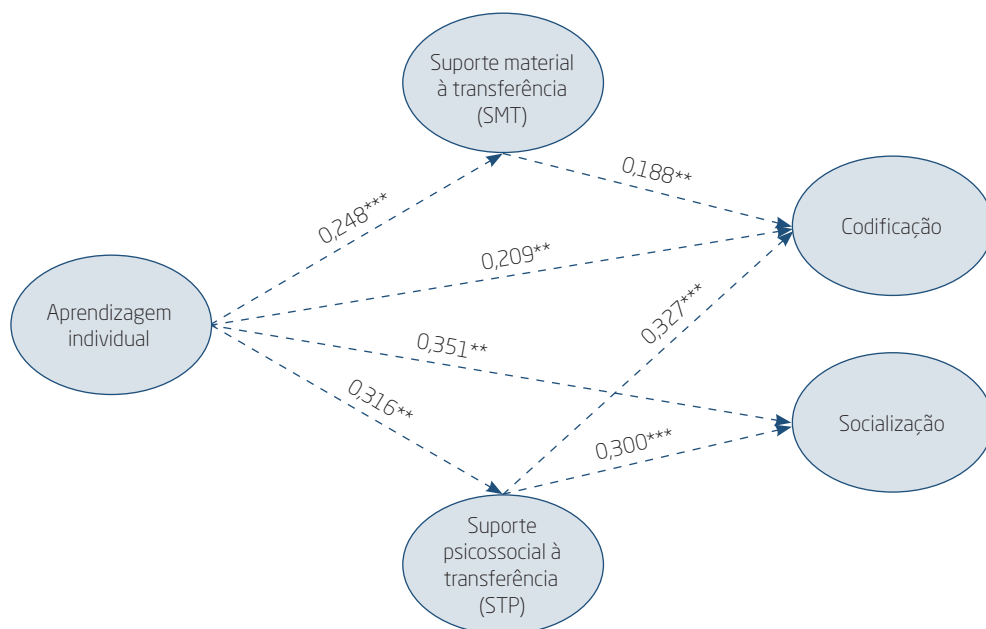 Suporte material
à transferência
(SMT)
0,188**
Codificação
0,248***
0,209**
0,327***
Aprendizagem
individual
0,351**
0,316**
0,300***
Socialização
Suporte
psicossocial à
transferência
(STP)